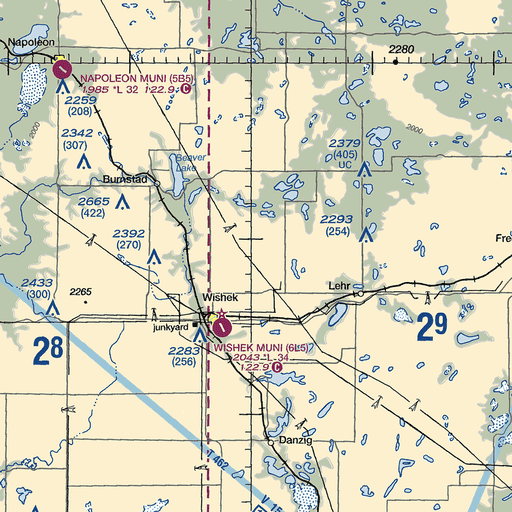 Napoleon
2280
NAPOLEON MUNI (5B5)
1985 *L 32 122.9 C
2259
(208)
2000
2000
2342
(307)
2379
(405)
UC
Beaver
Lake
Burnstad
2665
(422)
2293
(254)
2392
(270)
Fre
2433
(300)
2265
Lehr
Wishek
junkyard
29
28
2283
(256)
WISHEK MUNI (6L5)
2043 *L 34
122.9 C
Danzig
T 462
V 15